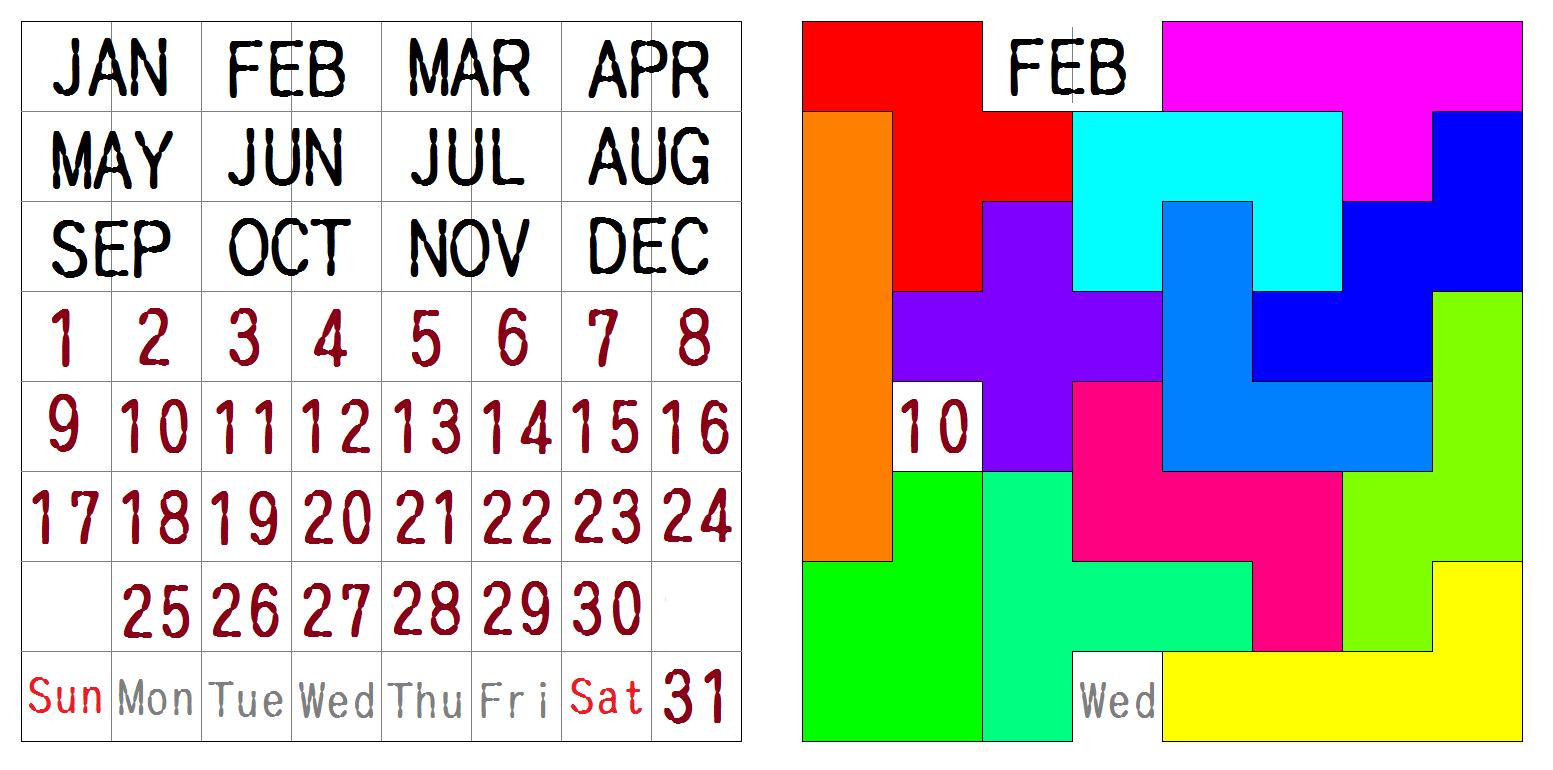 JAN FEB MAR APR
MAY JUN JUL AUG
SEP OCT NOV DEC
1 2 3 4 5 6 7 8
9 10 11 12 13 14 15 16
17 18 19 20 21 22 23 24
25 26 27 28 29 30
Sun Mon Tue Wed Thu Fri Sat 31
FEB
10
Wed